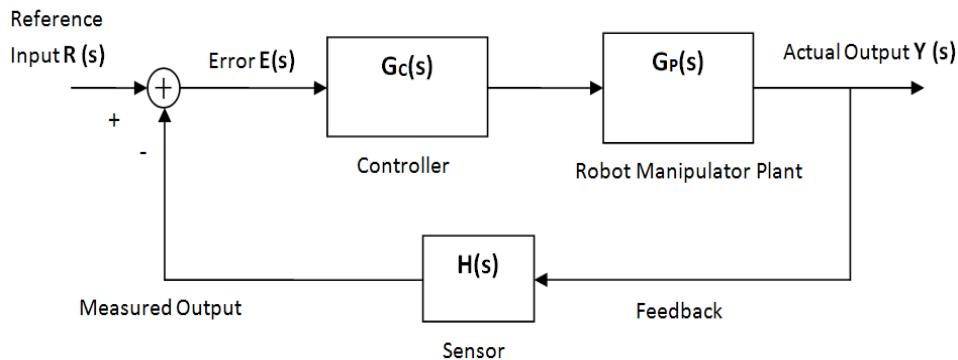 Reference
Input R (s)
Error E(s)
GC(s)
GP(s)
Actual Output Y (s)
+
+
-
Controller
Robot Manipulator Plant
H(s)
Measured Output
Feedback
Sensor